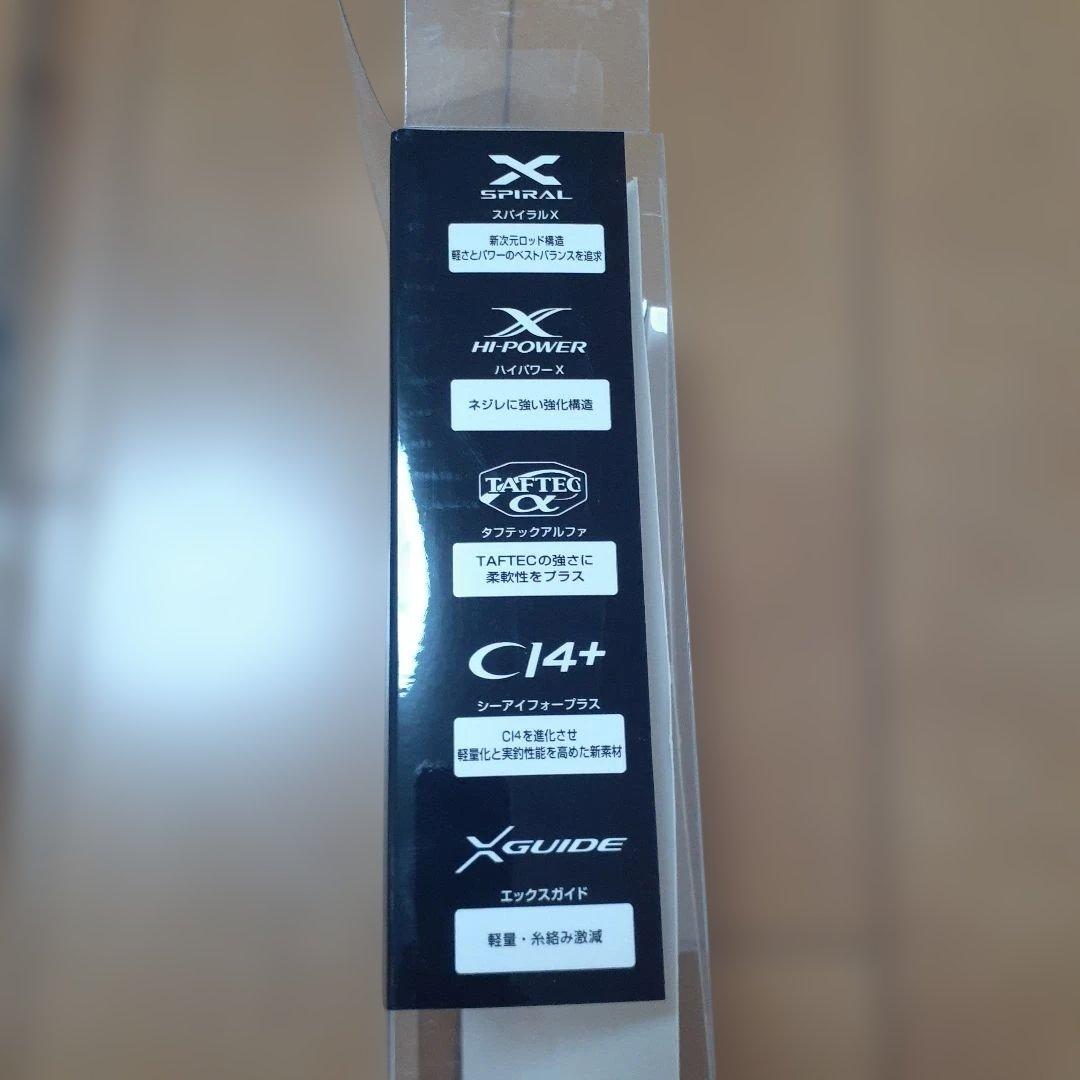 X
SPIRAL
スパイラルX
新次元ロッド構造
軽さとパワーのベストバランスを追求
X
HI-POWER
ハイパワーX
ネジレに強い強化構造
TAFTEC
α
タフテックアルファ
TAFTECの強さに
柔軟性をプラス
CI4+
シーアイフォープラス
CI4を進化させ
軽量化と実釣性能を高めた新素材
XGUIDE
エックスガイド
軽量・糸絡み激減